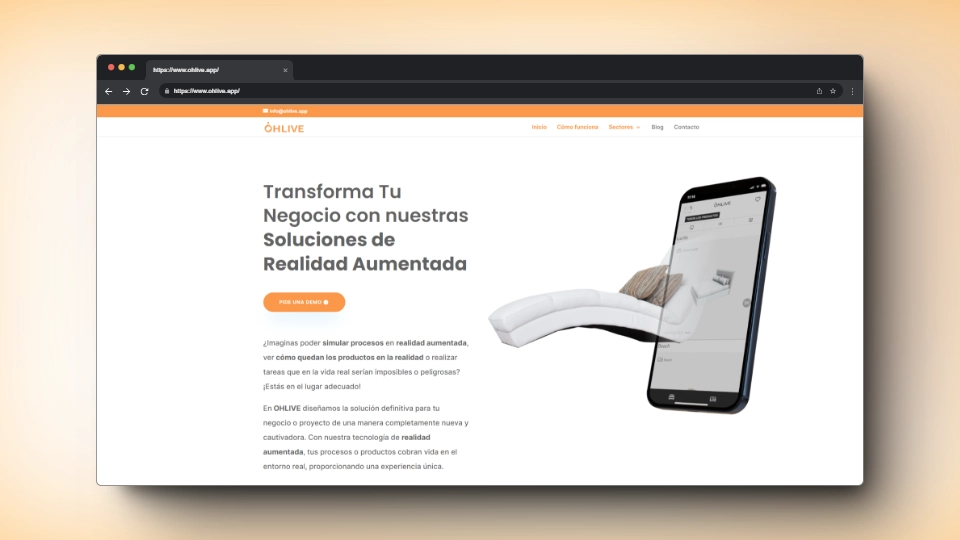 https://www.ohlive.app/
https://www.ohlive.app/
info@ohlive.app
OHLIVE
Inicio Cómo Funciona Sectores Blog Contacto
Transforma Tu
Negocio con nuestras
Soluciones de
Realidad Aumentada
PIDE UNA DEMO
¿Imaginas poder simular procesos en realidad aumentada,
ver cómo quedan los productos en la realidad o realizar
tareas que en la vida real serían imposibles o peligrosas?
¡Estás en el lugar adecuado!
En OHLIVE diseñamos la solución definitiva para tu
negocio o proyecto de una manera completamente nueva y
cautivadora. Con nuestra tecnología de realidad
aumentada, tus procesos o productos cobran vida en el
entorno real, proporcionando una experiencia única.
OHLIVE